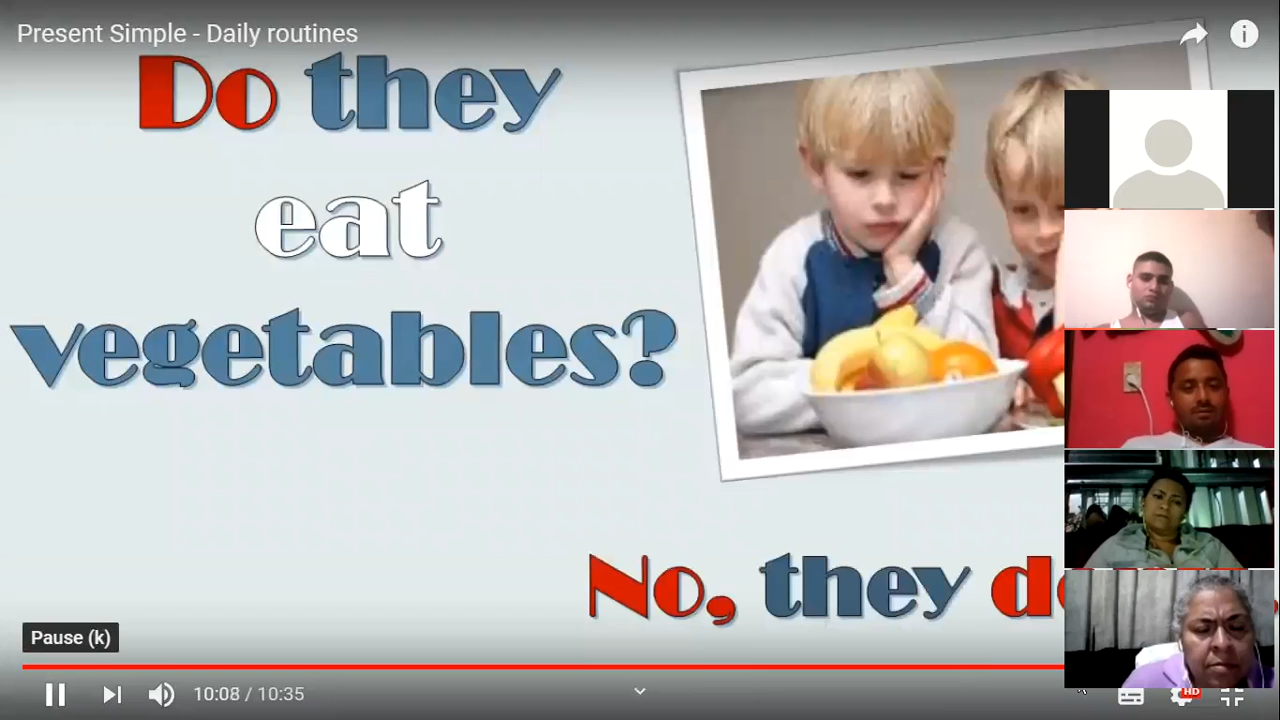 Present Simple - Daily routines
Do they
eat
vegetables?
No, they
Pause (k)
10:08 / 10:35
HD